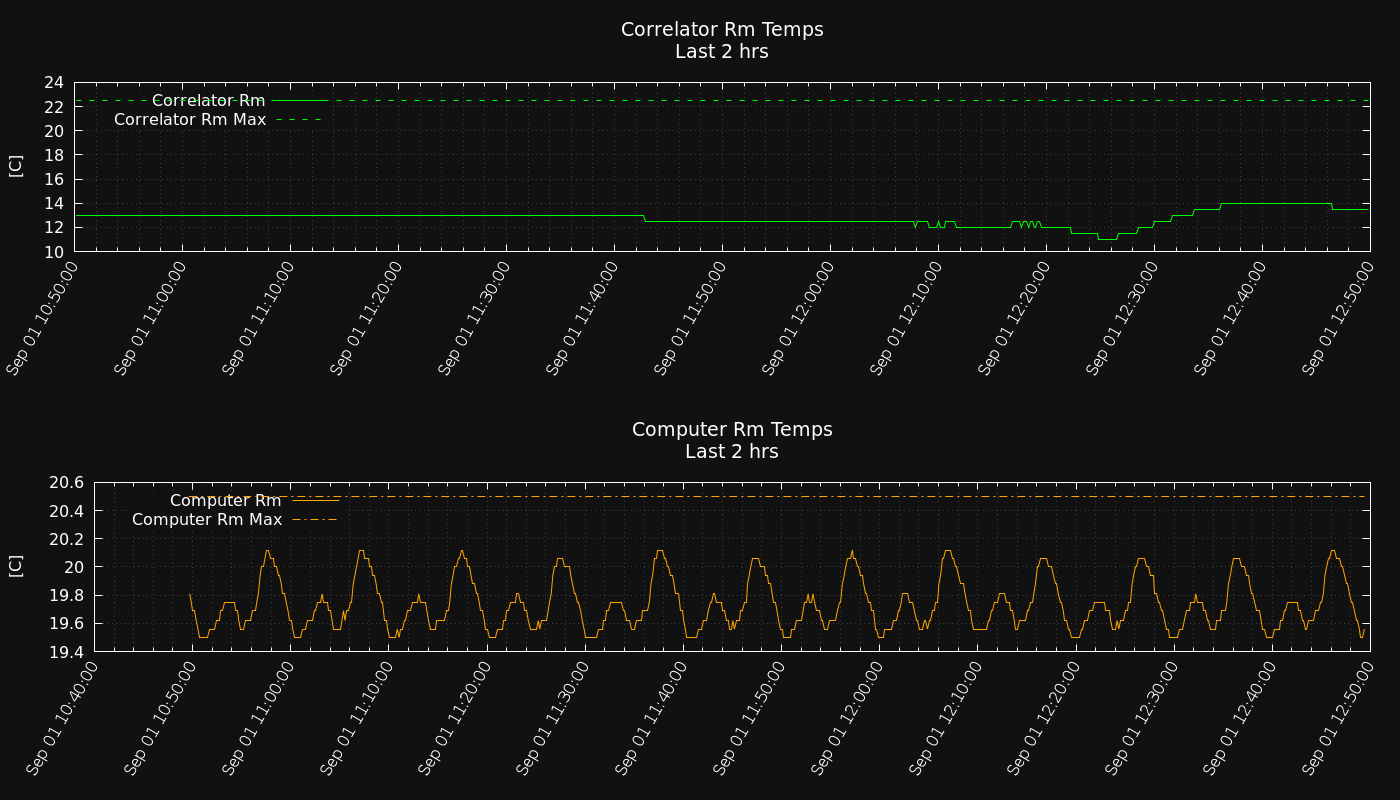 Correlator Rm Temps
Last 2 hrs
24
22
20
18
16
14
12
10
[C]
Correlator Rm
Correlator Rm Max
Sep 01 10:50:00
Sep 01 11:00:00
Sep 01 11:10:00
Sep 01 11:20:00
Sep 01 11:30:00
Sep 01 11:40:00
Sep 01 11:50:00
Sep 01 12:00:00
Sep 01 12:10:00
Sep 01 12:20:00
Sep 01 12:30:00
Sep 01 12:40:00
Sep 01 12:50:00
Computer Rm Temps
Last 2 hrs
20.6
20.4
20.2
20
19.8
19.6
19.4
[C]
Computer Rm
Computer Rm Max
Sep 01 10:40:00
Sep 01 10:50:00
Sep 01 11:00:00
Sep 01 11:10:00
Sep 01 11:20:00
Sep 01 11:30:00
Sep 01 11:40:00
Sep 01 11:50:00
Sep 01 12:00:00
Sep 01 12:10:00
Sep 01 12:20:00
Sep 01 12:30:00
Sep 01 12:40:00
Sep 01 12:50:00